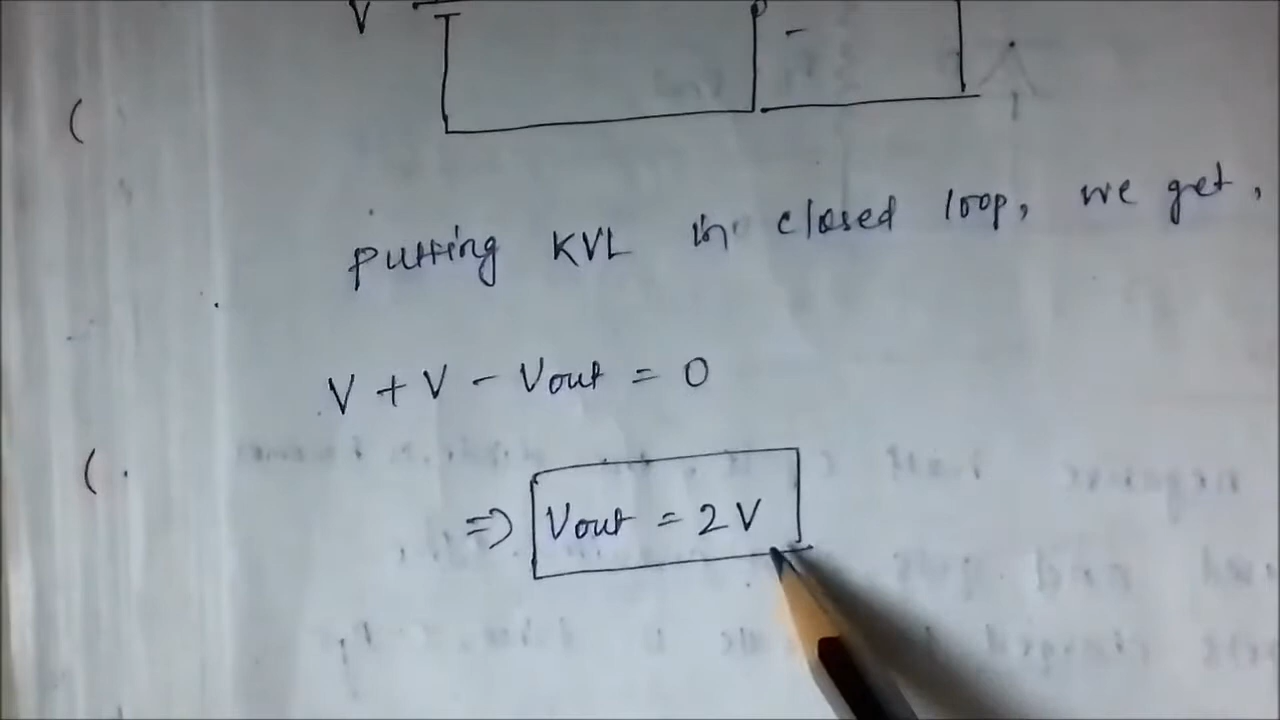 V
-
putting KVL in closed loop, we get,
V + V - Vout = 0
=> Vout = 2V